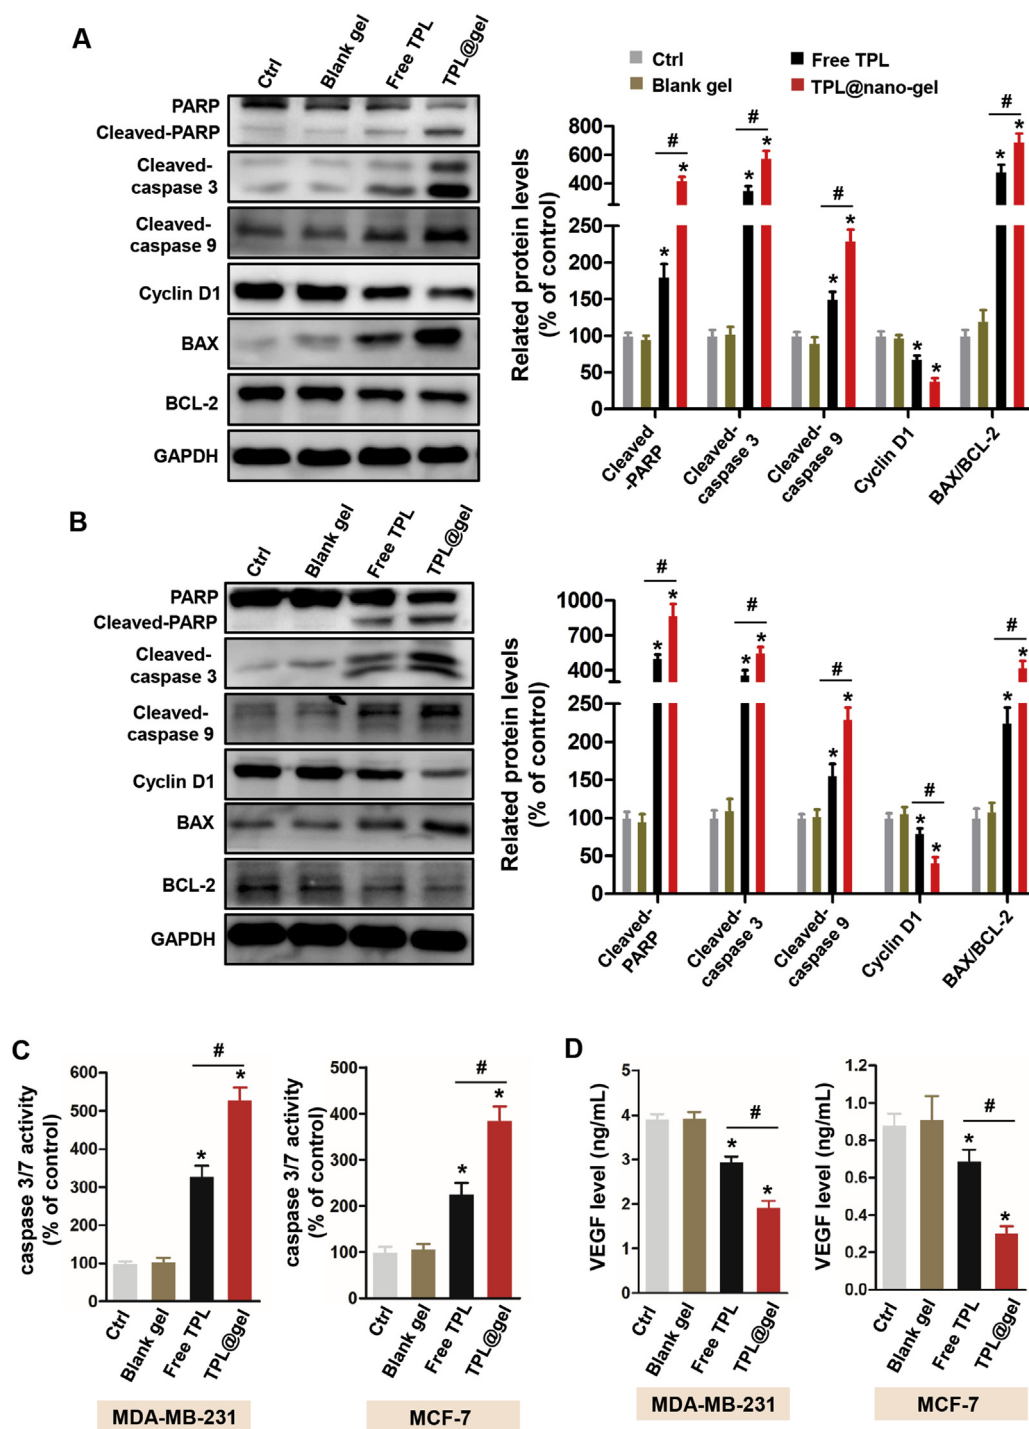 A
Ctrl
Blank gel
Free TPL
TPL@gel
PARP
Cleaved-PARP
Cleaved-
caspase 3
Cleaved-
caspase 9
Cyclin D1
BAX
BCL-2
GAPDH
Ctrl
Blank gel
Free TPL
TPL@nano-gel
Related protein levels
(% of control)
800
600
400
250
200
150
100
50
0
#
*
*
#
*
*
#
*
*
*
*
#
*
*
Cleaved
-PARP
Cleaved-
caspase 3
Cleaved-
caspase 9
Cyclin D1
BAX/BCL-2
B
Ctrl
Blank gel
Free TPL
TPL@gel
PARP
Cleaved-PARP
Cleaved-
caspase 3
Cleaved-
caspase 9
Cyclin D1
BAX
BCL-2
GAPDH
Related protein levels
(% of control)
1000
700
400
250
200
150
100
50
0
#
*
*
#
*
*
#
*
*
#
*
*
#
*
*
Cleaved-
PARP
Cleaved-
caspase 3
Cleaved-
caspase 9
Cyclin D1
BAX/BCL-2
C
caspase 3/7 activity
(% of control)
600
500
400
300
200
100
0
#
*
*
Ctrl
Blank gel
Free TPL
TPL@gel
MDA-MB-231
caspase 3/7 activity
(% of control)
500
400
300
200
100
0
#
*
*
Ctrl
Blank gel
Free TPL
TPL@gel
MCF-7
D
VEGF level (ng/mL)
5
4
3
2
1
0
#
*
*
Ctrl
Blank gel
Free TPL
TPL@gel
MDA-MB-231
VEGF level (ng/mL)
1.2
1.0
0.8
0.6
0.4
0.2
0.0
#
*
*
Ctrl
Blank gel
Free TPL
TPL@gel
MCF-7